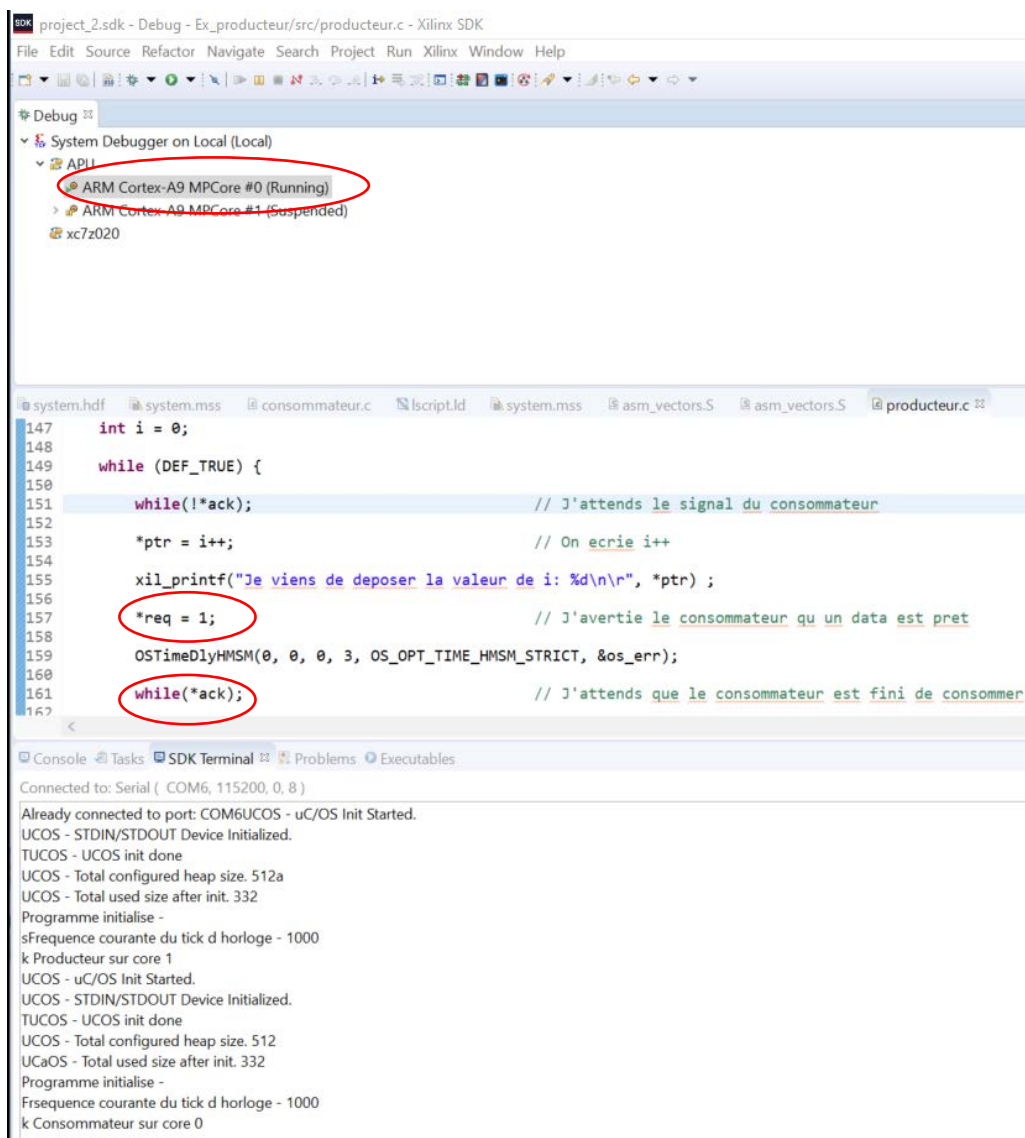 SDK project_2.sdk - Debug - Ex_producteur/src/producteur.c - Xilinx SDK
File Edit Source Refactor Navigate Search Project Run Xilinx Window Help
Debug
System Debugger on Local (Local)
APU
ARM Cortex-A9 MPCore #0 (Running)
ARM Cortex-A9 MPCore #1 (Suspended)
xc7z020
system.hdf system.mss consommateur.c lscript.ld system.mss asm_vectors.S asm_vectors.S producteur.c
147 int i = 0;
148
149 while (DEF_TRUE) {
150
151 while(!*ack); // J'attends le signal du consommateur
152
153 *ptr = i++; // On ecrie i++
154
155 xil_printf("Je viens de deposer la valeur de i: %d\n\r", *ptr) ;
156
157 *req = 1; // J'avertie le consommateur qu un data est pret
158
159 OSTimeDlyHMSM(0, 0, 0, 3, OS_OPT_TIME_HMSM_STRICT, &os_err);
160
161 while(*ack); // J'attends que le consommateur est fini de consommer
162
Console Tasks SDK Terminal Problems Executables
Connected to: Serial ( COM6, 115200, 0, 8 )
Already connected to port: COM6UCOS - uC/OS Init Started.
UCOS - STDIN/STDOUT Device Initialized.
TUCOS - UCOS init done
UCOS - Total configured heap size. 512a
UCOS - Total used size after init. 332
Programme initialise -
sFrequence courante du tick d horloge - 1000
k Producteur sur core 1
UCOS - uC/OS Init Started.
UCOS - STDIN/STDOUT Device Initialized.
TUCOS - UCOS init done
UCOS - Total configured heap size. 512
UCaOS - Total used size after init. 332
Programme initialise -
Frsequence courante du tick d horloge - 1000
k Consommateur sur core 0